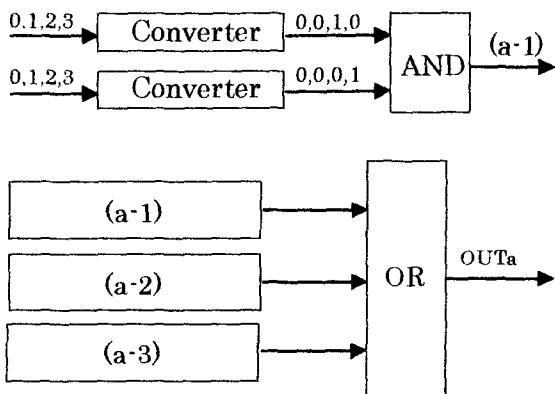 0.1,2,3 Converter 0,0,1,0
0,1,2,3 Converter 0,0,0,1
AND (a-1)
(a-1)
(a-2)
(a-3)
OR OUTa